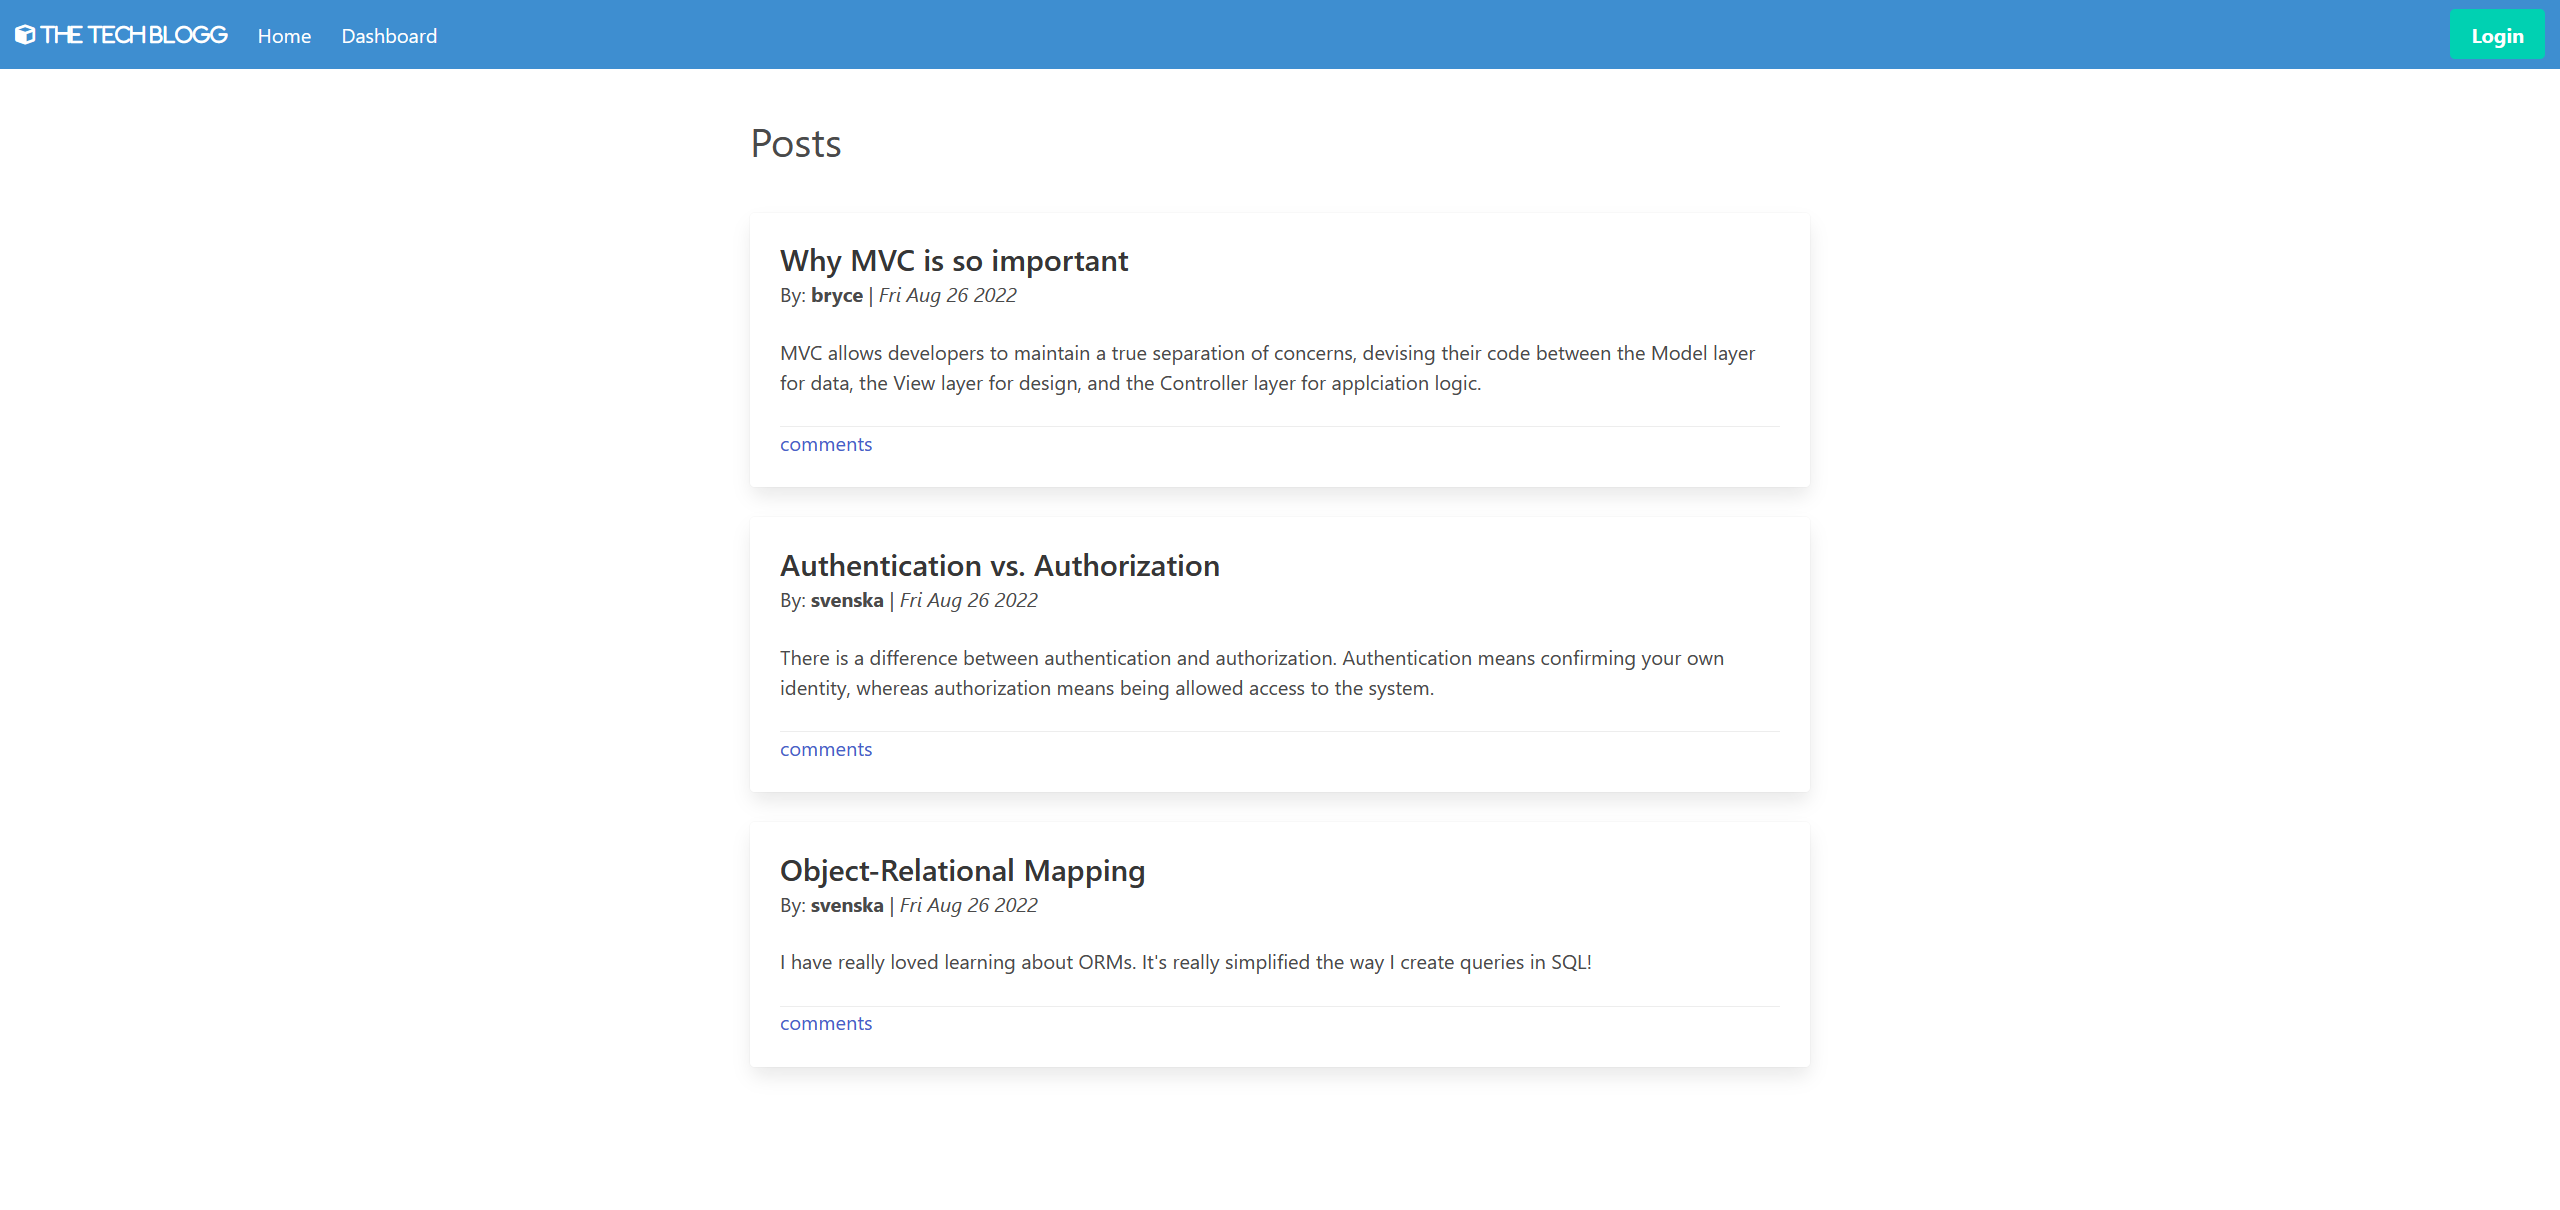 THE TECH BLOGG Home Dashboard Login
Posts
Why MVC is so important
By: bryce | Fri Aug 26 2022
MVC allows developers to maintain a true separation of concerns, devising their code between the Model layer
for data, the View layer for design, and the Controller layer for applciation logic.
comments
Authentication vs. Authorization
By: svenska | Fri Aug 26 2022
There is a difference between authentication and authorization. Authentication means confirming your own
identity, whereas authorization means being allowed access to the system.
comments
Object-Relational Mapping
By: svenska | Fri Aug 26 2022
I have really loved learning about ORMs. It's really simplified the way I create queries in SQL!
comments